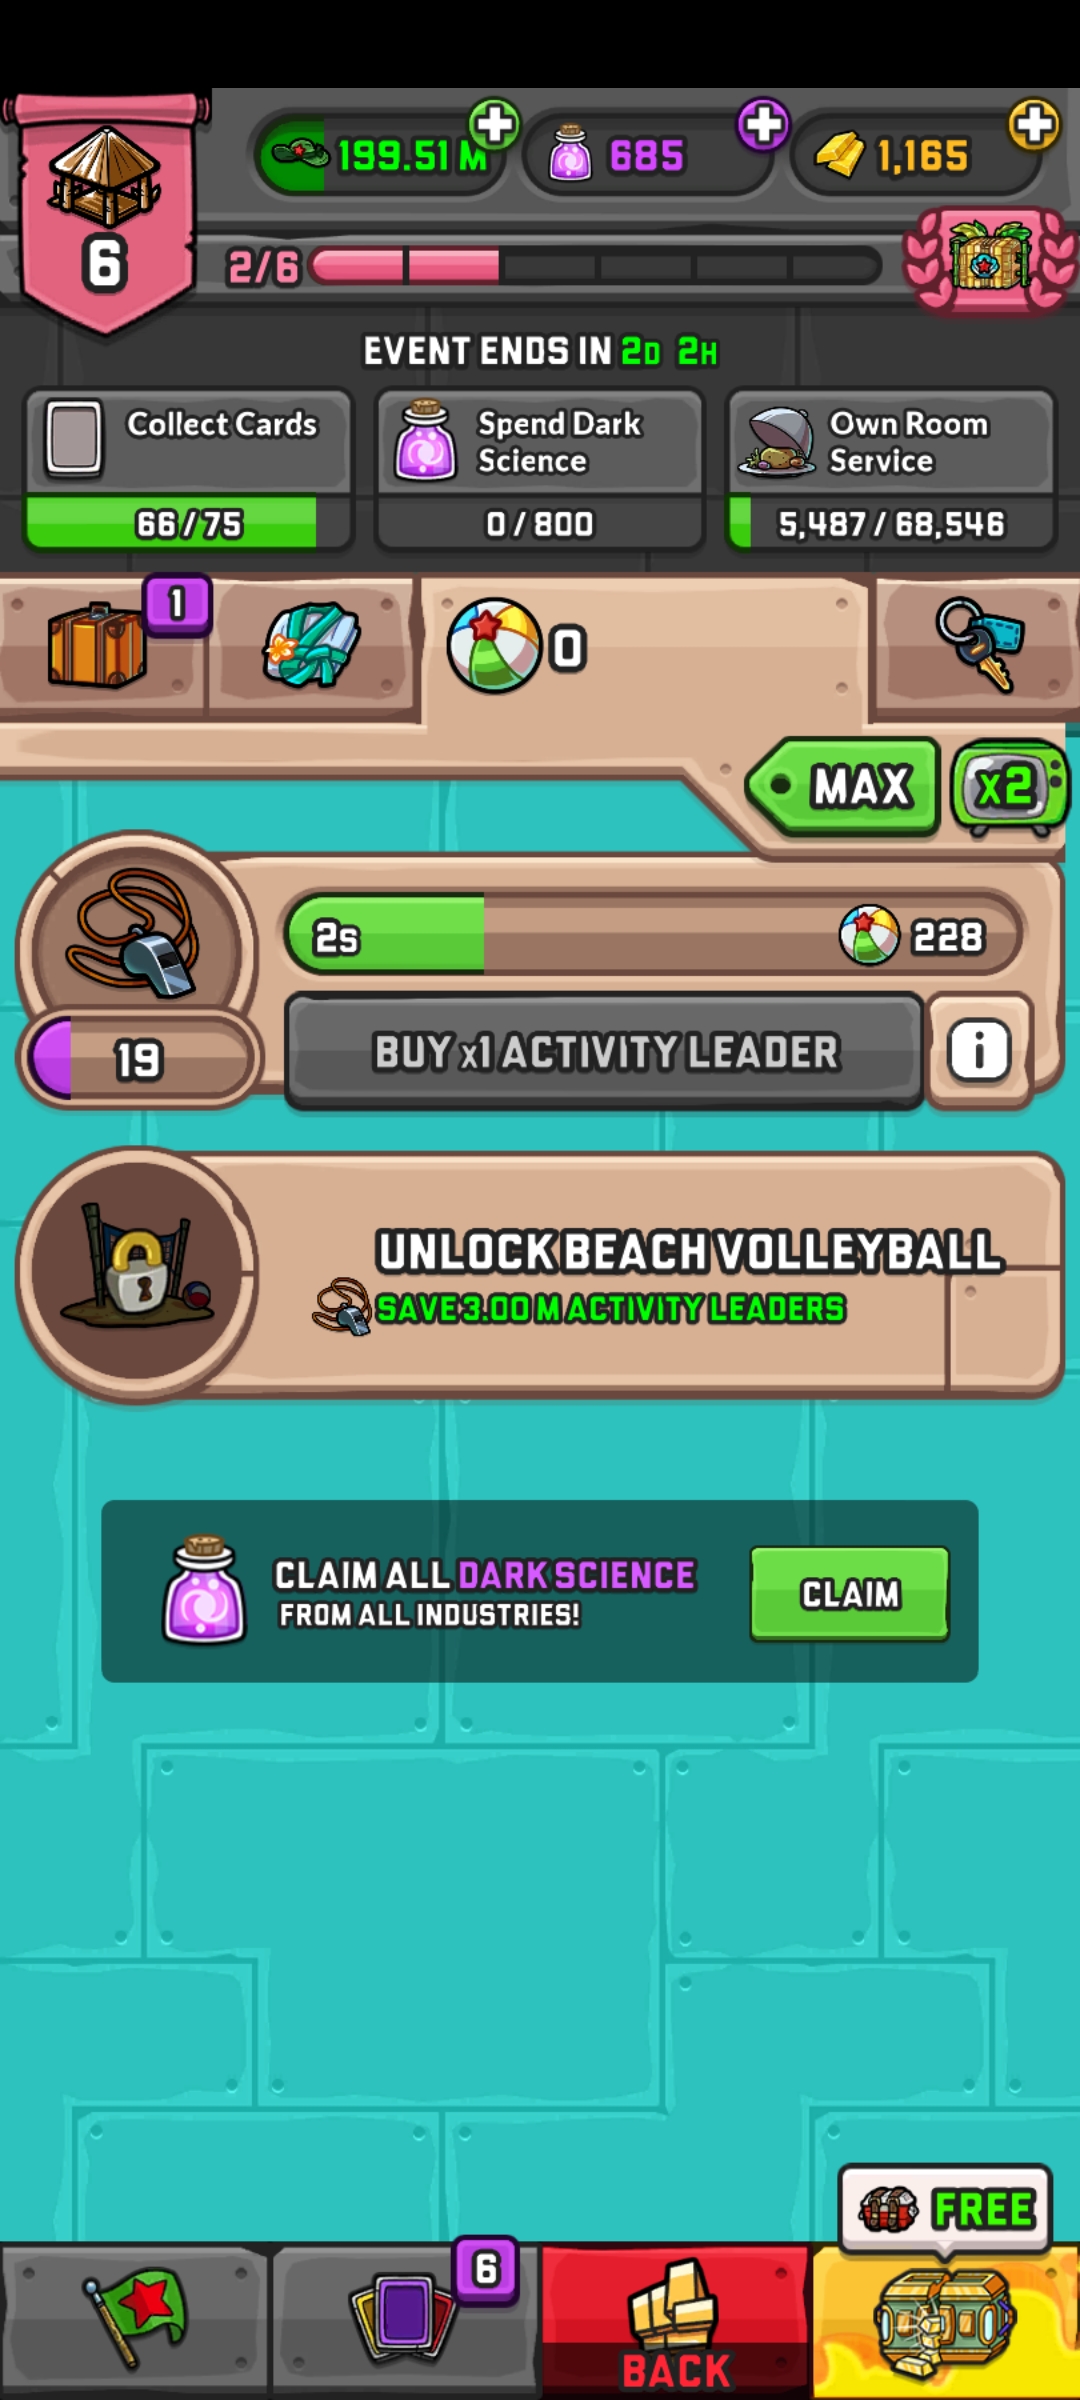 199.51 M
685
1,165
6
2/6
EVENT ENDS IN 2D 2H
Collect Cards
66/75
Spend Dark
Science
0/800
Own Room
Service
5,487/68,546
1
0
MAX
x2
2s
228
19
BUY x1 ACTIVITY LEADER
i
UNLOCK BEACH VOLLEYBALL
SAVE 3.00 M ACTIVITY LEADERS
CLAIM ALL DARK SCIENCE
FROM ALL INDUSTRIES!
CLAIM
FREE
6
BACK